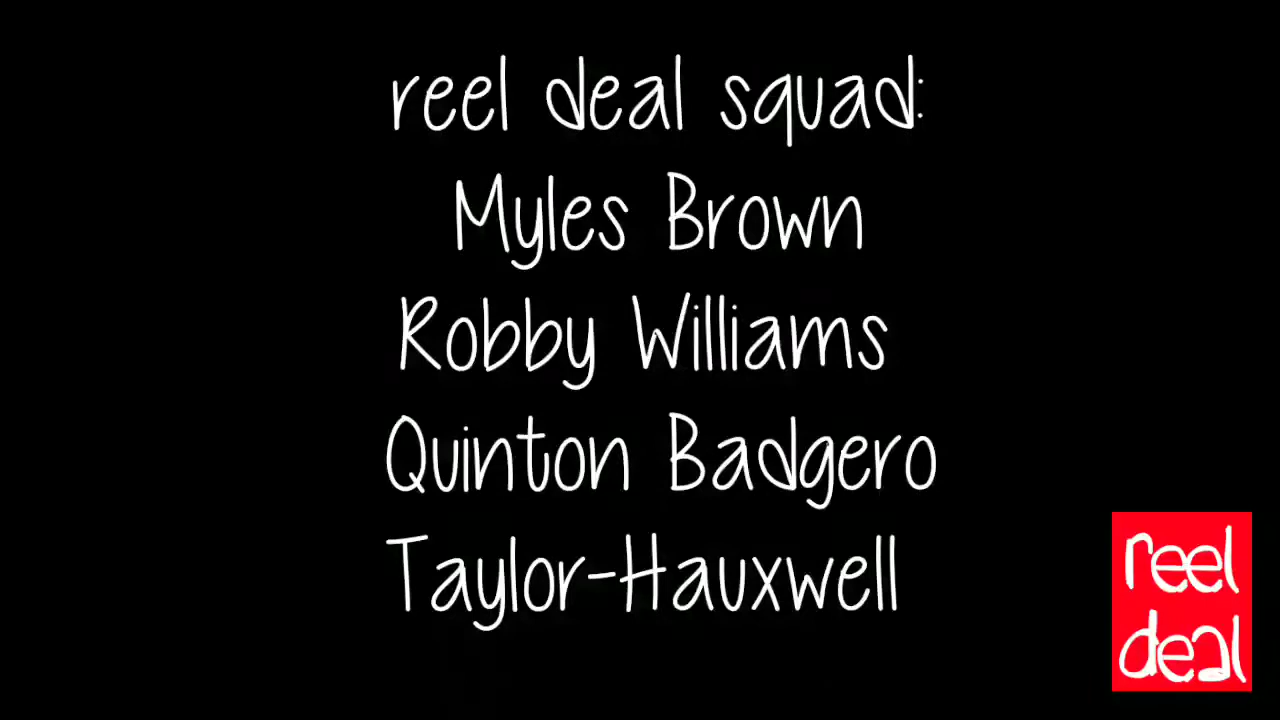 reel deal squad:
Myles Brown
Robby Williams
Quinton Badgero
Taylor-Hauxwell
reel
deal